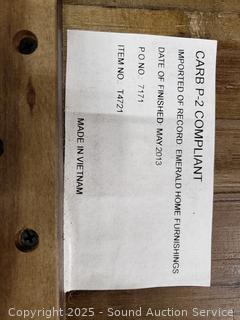 CARB P-2 COMPLIANT
IMPORTED OF RECORD: EMERALD HOME FURNISHINGS
DATE OF FINISHED: MAY.2013
P.O NO. 7171
ITEM NO. T4721
MADE IN VIETNAM
Copyright © 2025 - Sound Auction Service